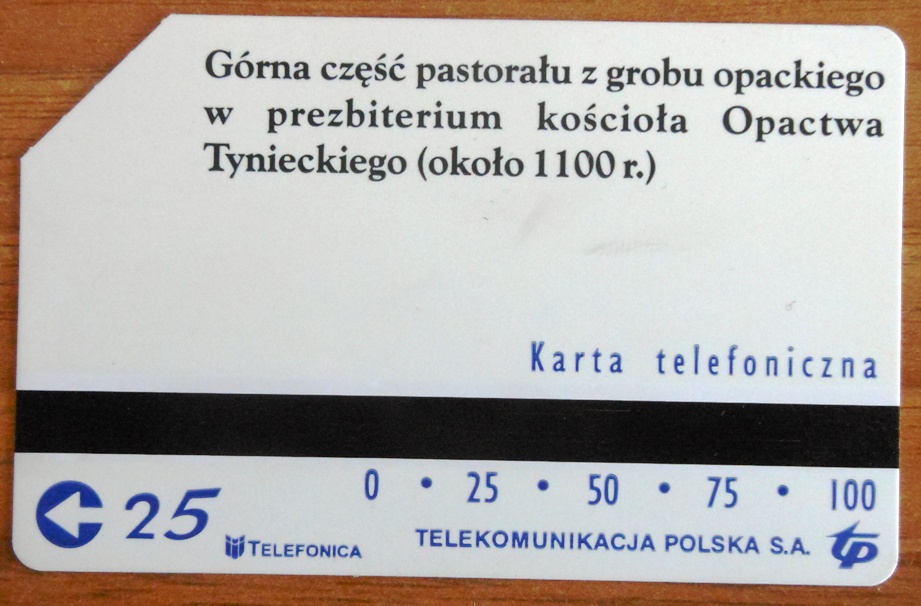 Górna część pastorału z grobu opackiego
w prezbiterium kościoła Opactwa
Tynieckiego (około 1100 r.)
Karta telefoniczna
0 • 25 • 50 • 75 • 100
25
TELEFONICA
TELEKOMUNIKACJA POLSKA S.A. tp